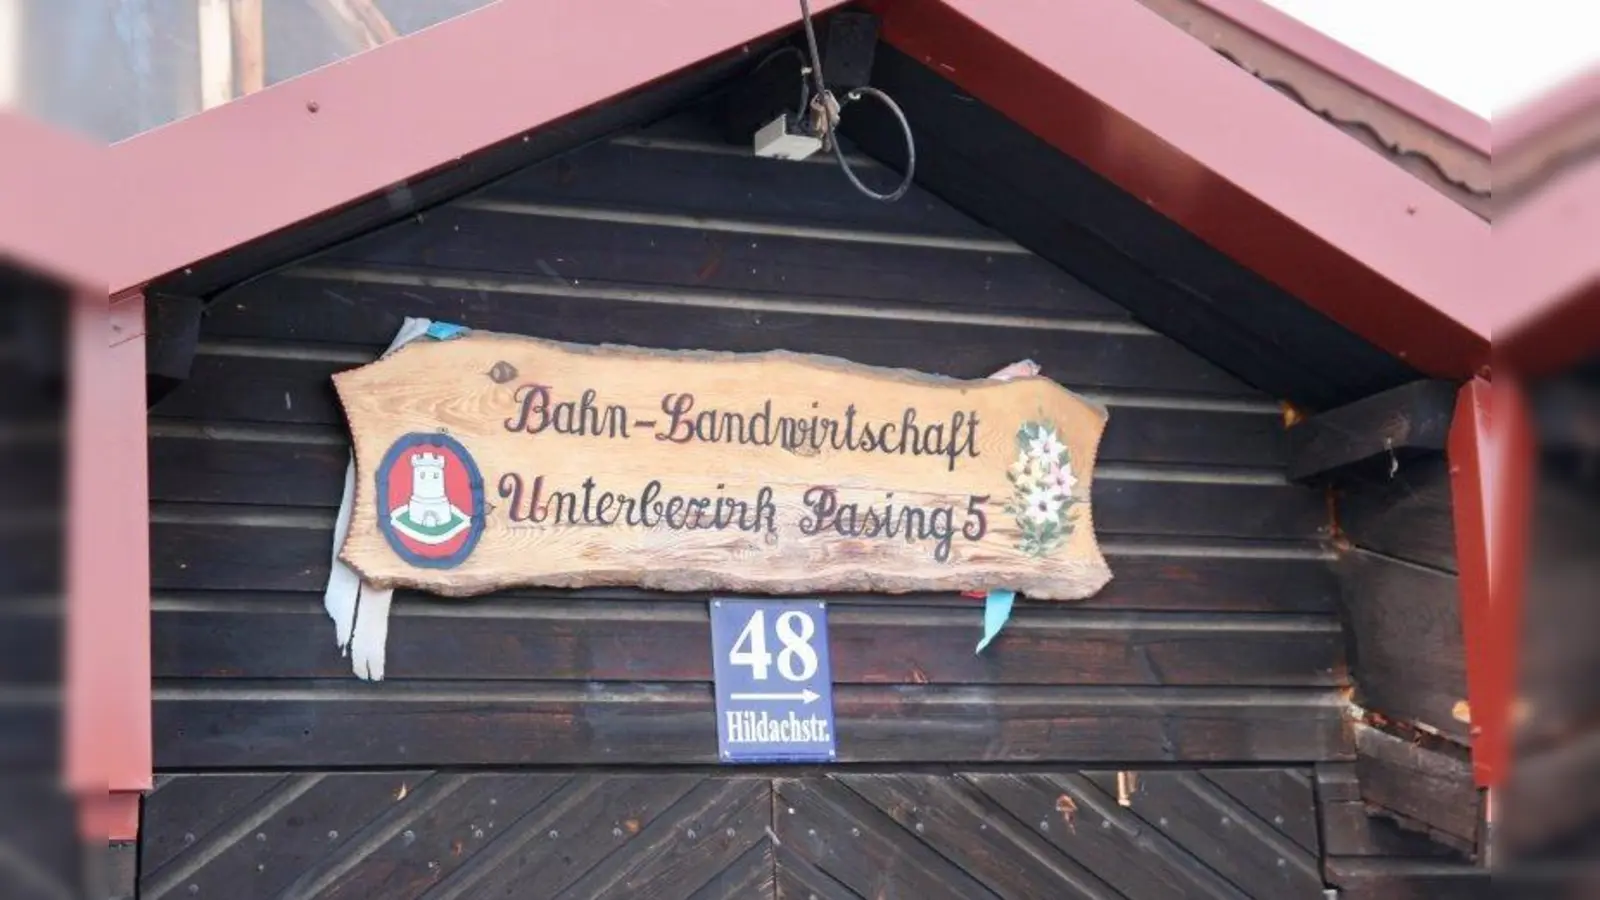 Bahn-Landwirtschaft
Unterbezirk Pasing 5
48
Hildachstr.